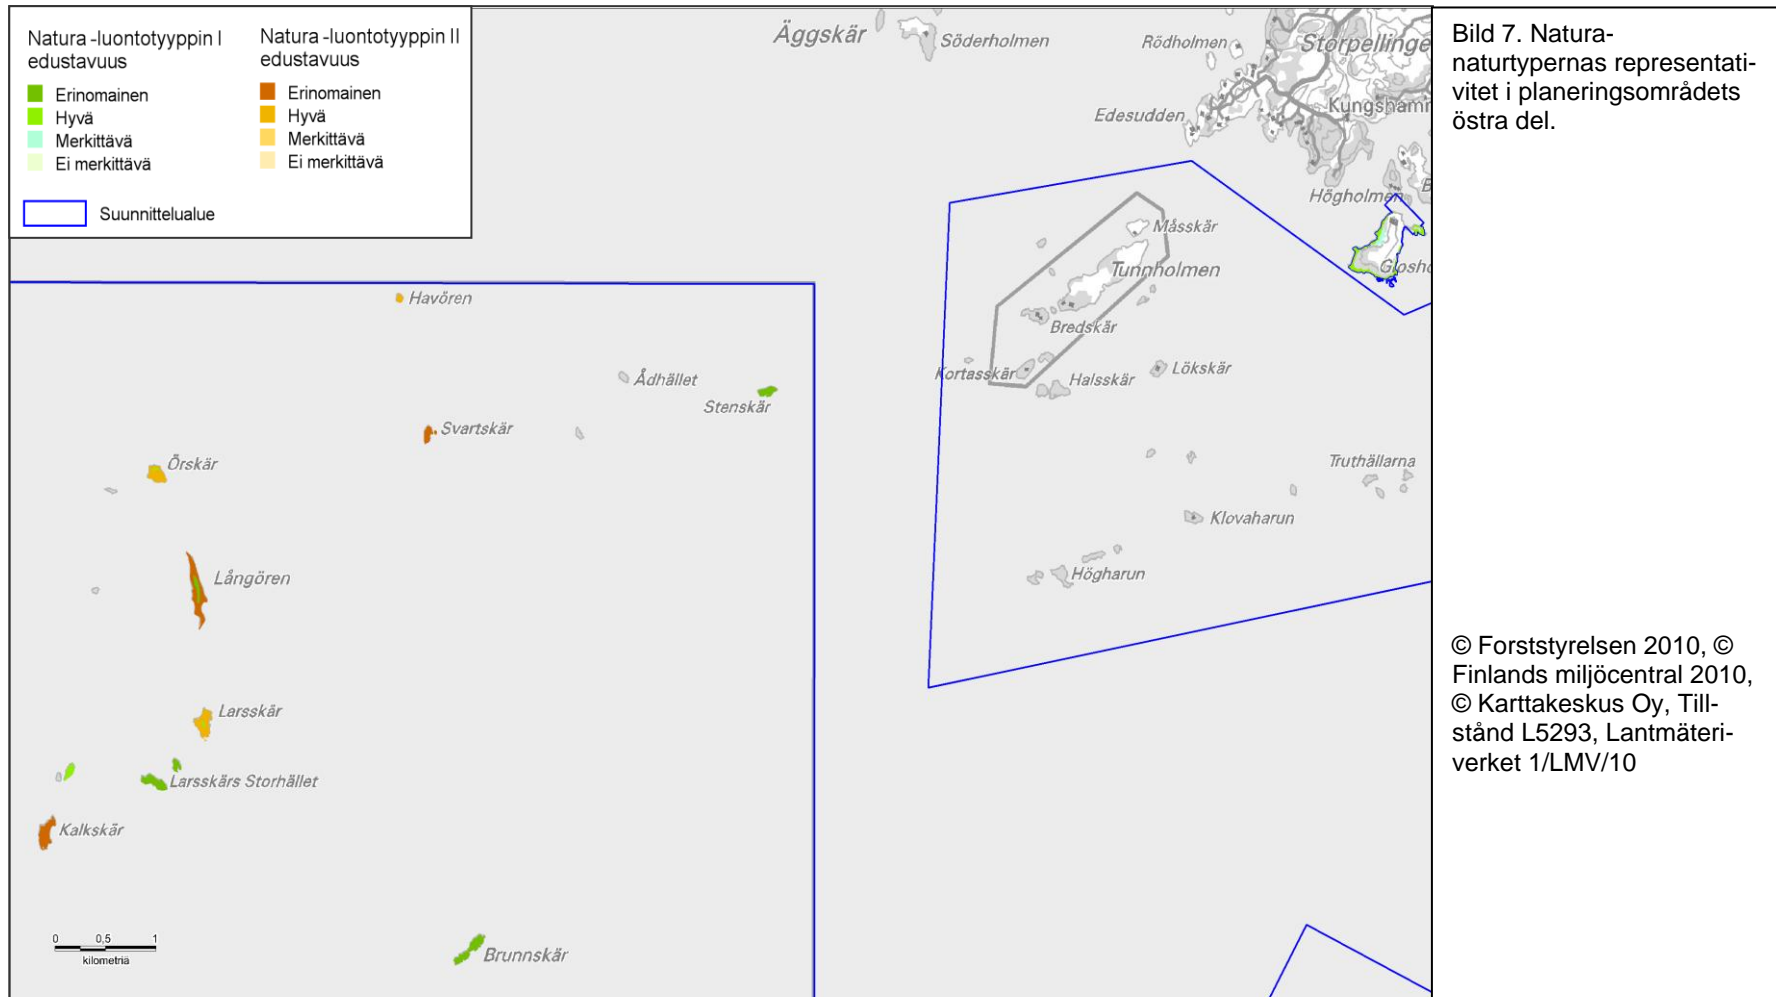 Natura -luontotyyppin I
edustavuus
Erinomainen
Hyvä
Merkittävä
Ei merkittävä
Natura -luontotyyppin II
edustavuus
Erinomainen
Hyvä
Merkittävä
Ei merkittävä
Suunnittelualue
Äggskär
Söderholmen
Rödholmen
Storpellinge
Kungshamn
Edesudden
Högholmen
B
Glosho
Måsskär
Tunnholmen
Bredskär
Kortasskär
Halsskär
Lökskär
Havören
Ådhället
Stenskär
Svartskär
Örskär
Truthällarna
Klovaharun
Högharun
Långören
Larsskär
Larsskärs Storhället
Kalkskär
Brunnskär
0 0,5 1
kilometriä
Bild 7. Natura-
naturtypernas representati-
vitet i planeringsområdets
östra del.
© Forststyrelsen 2010, ©
Finlands miljöcentral 2010,
© Karttakeskus Oy, Till-
stånd L5293, Lantmäteri-
verket 1/LMV/10